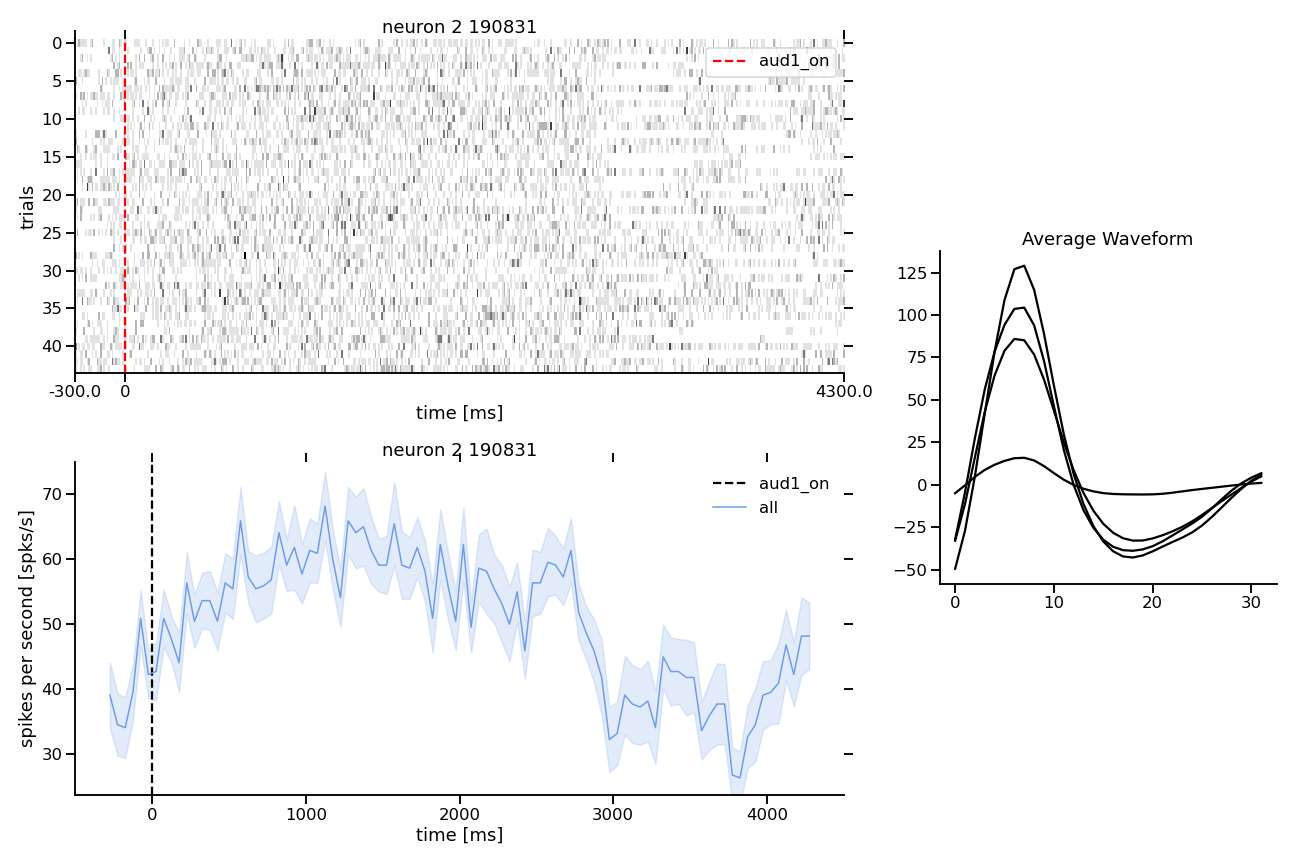 neuron 2 190831
aud1_on
trials
0
5
10
15
20
25
30
35
40
-300.0 0 4300.0
time [ms]
neuron 2 190831
aud1_on
all
spikes per second [spks/s]
70
60
50
40
30
0 1000 2000 3000 4000
time [ms]
Average Waveform
125
100
75
50
25
0
−25
−50
0 10 20 30